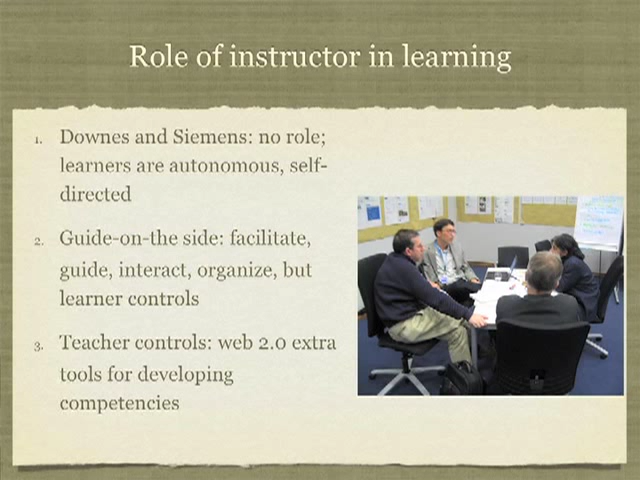 Role of instructor in learning
1. Downes and Siemens: no role;
learners are autonomous, self-
directed
2. Guide-on-the side: facilitate,
guide, interact, organize, but
learner controls
3. Teacher controls: web 2.0 extra
tools for developing
competencies